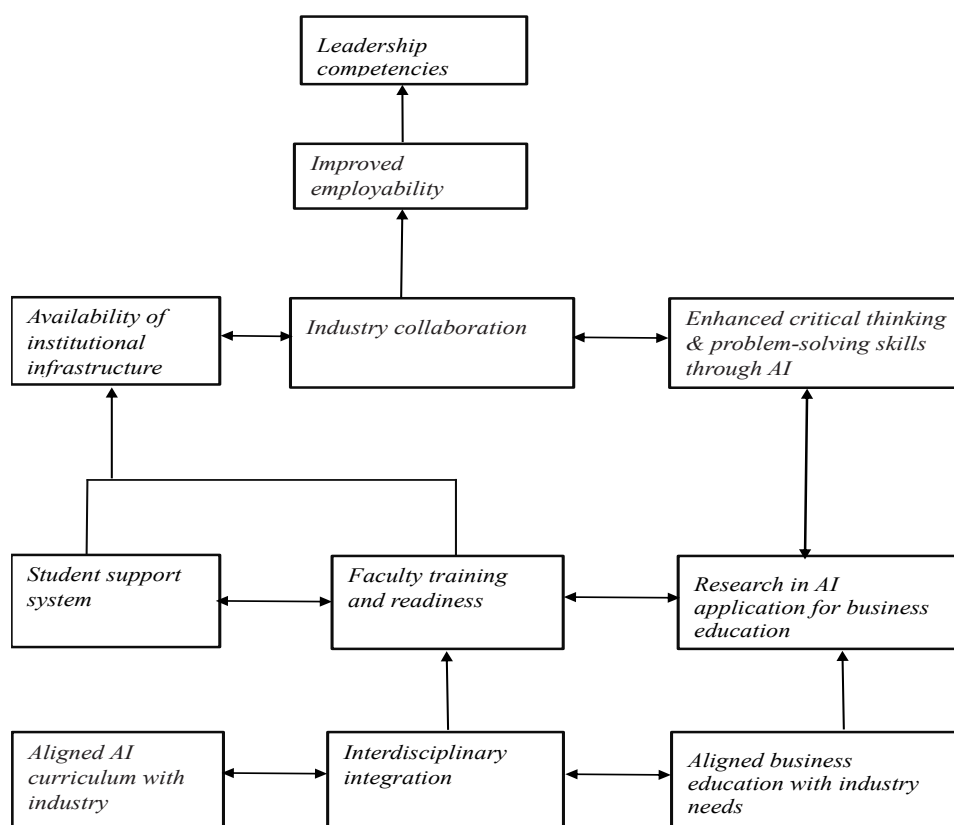 Leadership
competencies
Improved
employability
Availability of
institutional
infrastructure
Industry collaboration
Enhanced critical thinking
& problem-solving skills
through AI
Student support
system
Faculty training
and readiness
Research in AI
application for business
education
Aligned AI
curriculum with
industry
Interdisciplinary
integration
Aligned business
education with industry
needs